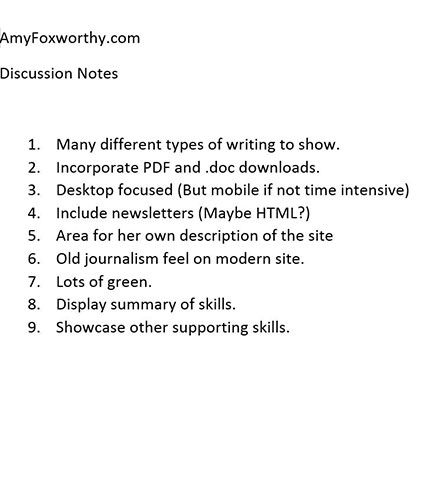 AmyFoxworthy.com
Discussion Notes
1. Many different types of writing to show.
2. Incorporate PDF and .doc downloads.
3. Desktop focused (But mobile if not time intensive)
4. Include newsletters (Maybe HTML?)
5. Area for her own description of the site
6. Old journalism feel on modern site.
7. Lots of green.
8. Display summary of skills.
9. Showcase other supporting skills.